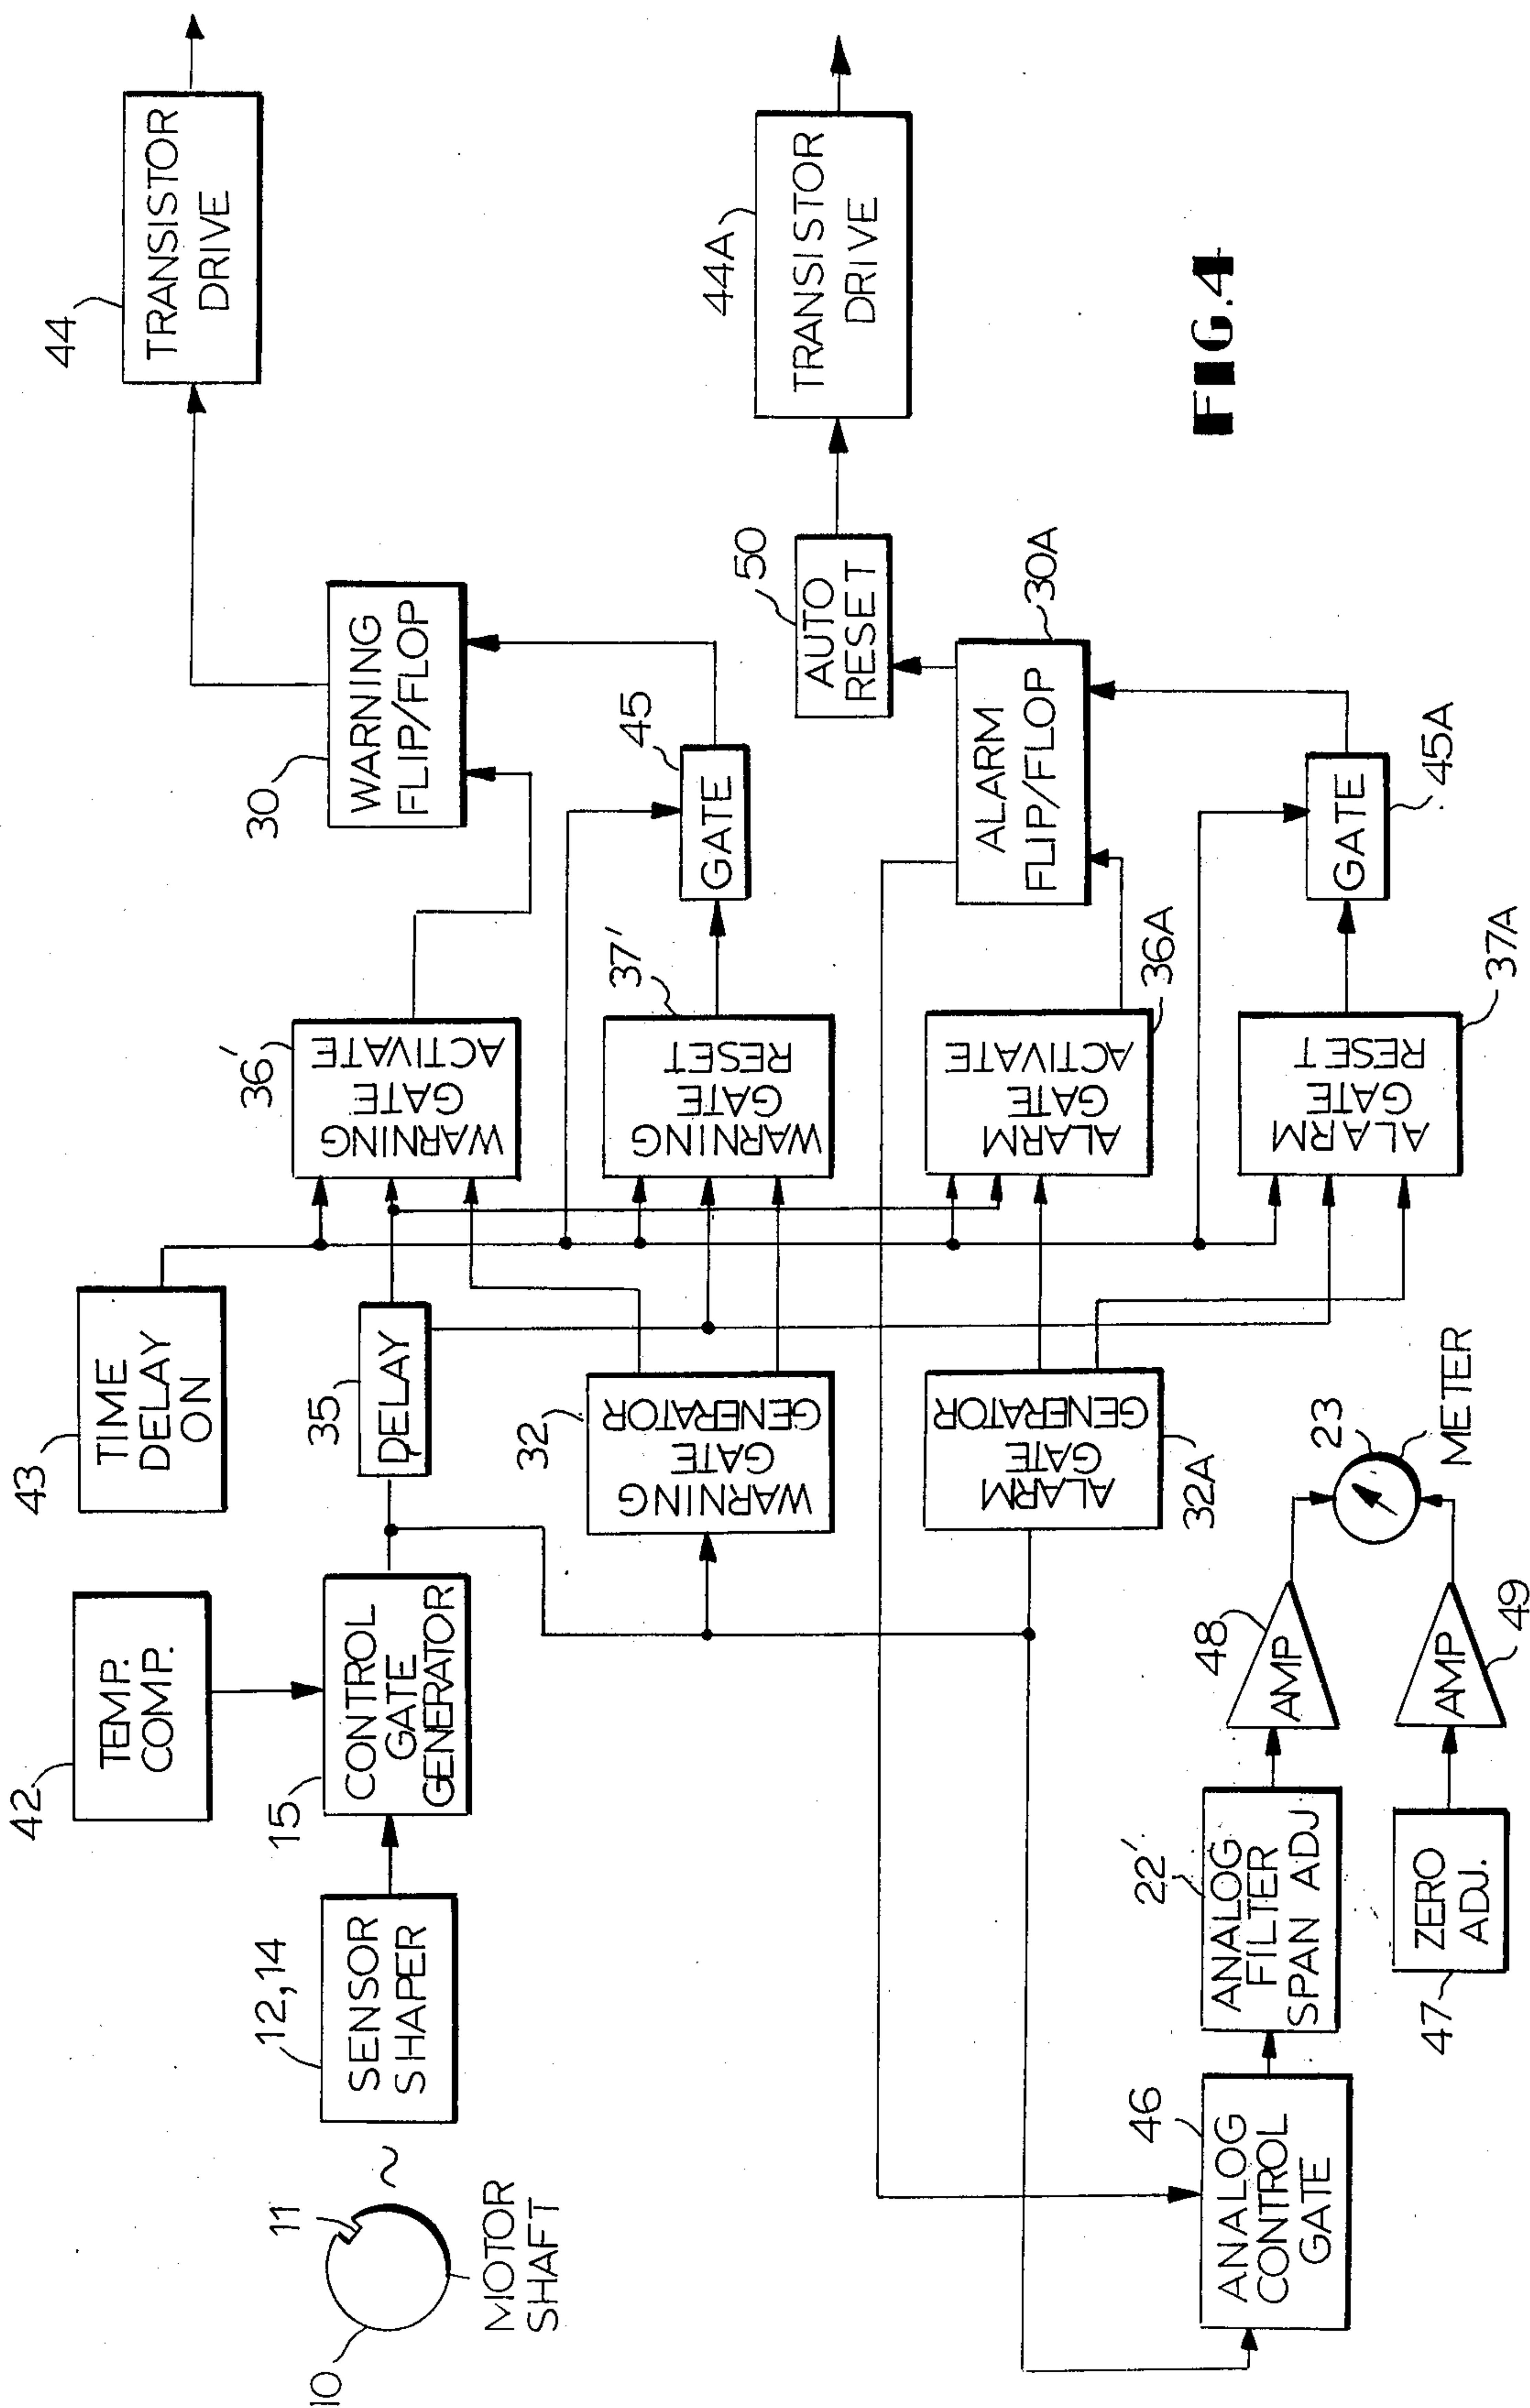 44
TRANSISTOR
DRIVE
44A
TRANSISTOR
DRIVE
FIG.4
30
WARNING
FLIP/FLOP
45
GATE
50
AUTO
RESET
30A
ALARM
FLIP/FLOP
45A
GATE
36'
WARNING
GATE
ACTIVATE
37'
WARNING
GATE
RESET
36A
ALARM
GATE
ACTIVATE
37A
ALARM
GATE
RESET
43
TIME
DELAY
ON
35
DELAY
32
WARNING
GATE
GENERATOR
32A
ALARM
GATE
GENERATOR
23
METER
42
TEMP.
COMP.
15
CONTROL
GATE
GENERATOR
48
AMP
49
AMP
12,14
SENSOR
SHAPER
22'
ANALOG
FILTER
SPAN ADJ
47
ZERO
ADJ.
46
ANALOG
CONTROL
GATE
11
10
MOTOR
SHAFT